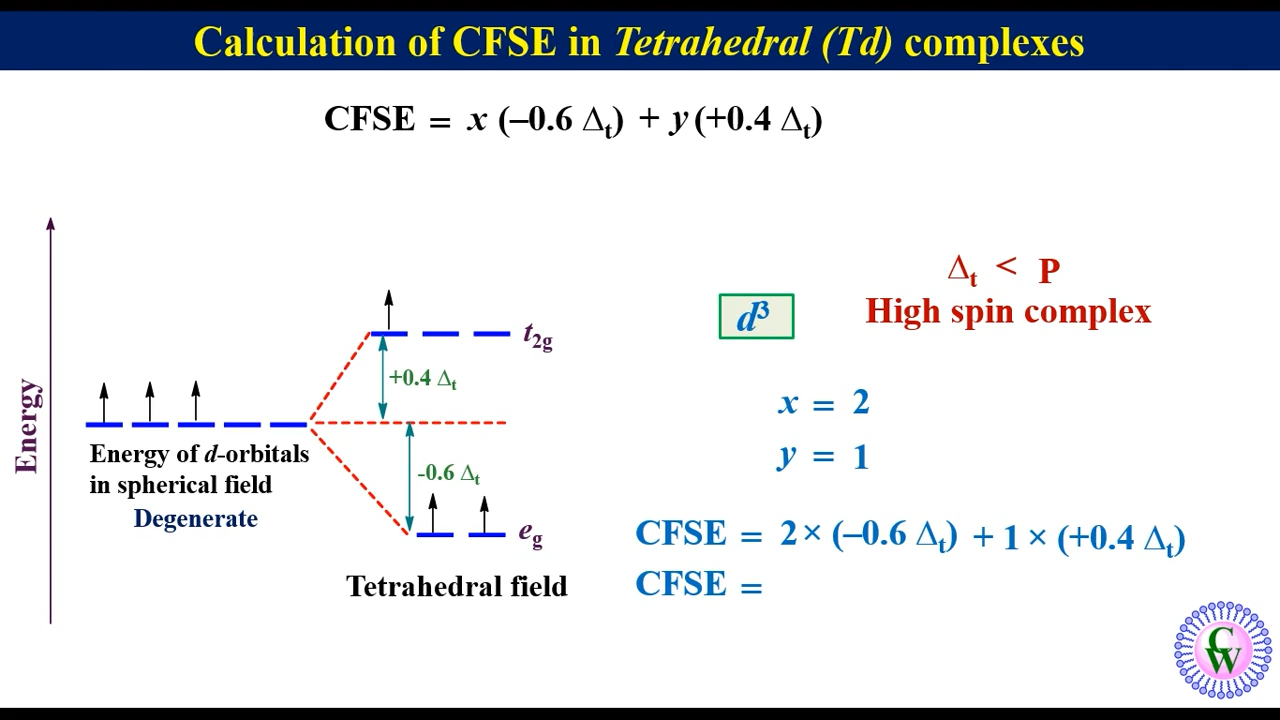 Calculation of CFSE in Tetrahedral (Td) complexes
CFSE = x (–0.6 Δt) + y (+0.4 Δt)
Energy
t2g
+0.4 Δt
-0.6 Δt
eg
Energy of d-orbitals
in spherical field
Degenerate
Tetrahedral field
d³
Δt < P
High spin complex
x = 2
y = 1
CFSE = 2 × (–0.6 Δt) + 1 × (+0.4 Δt)
CFSE =
CW